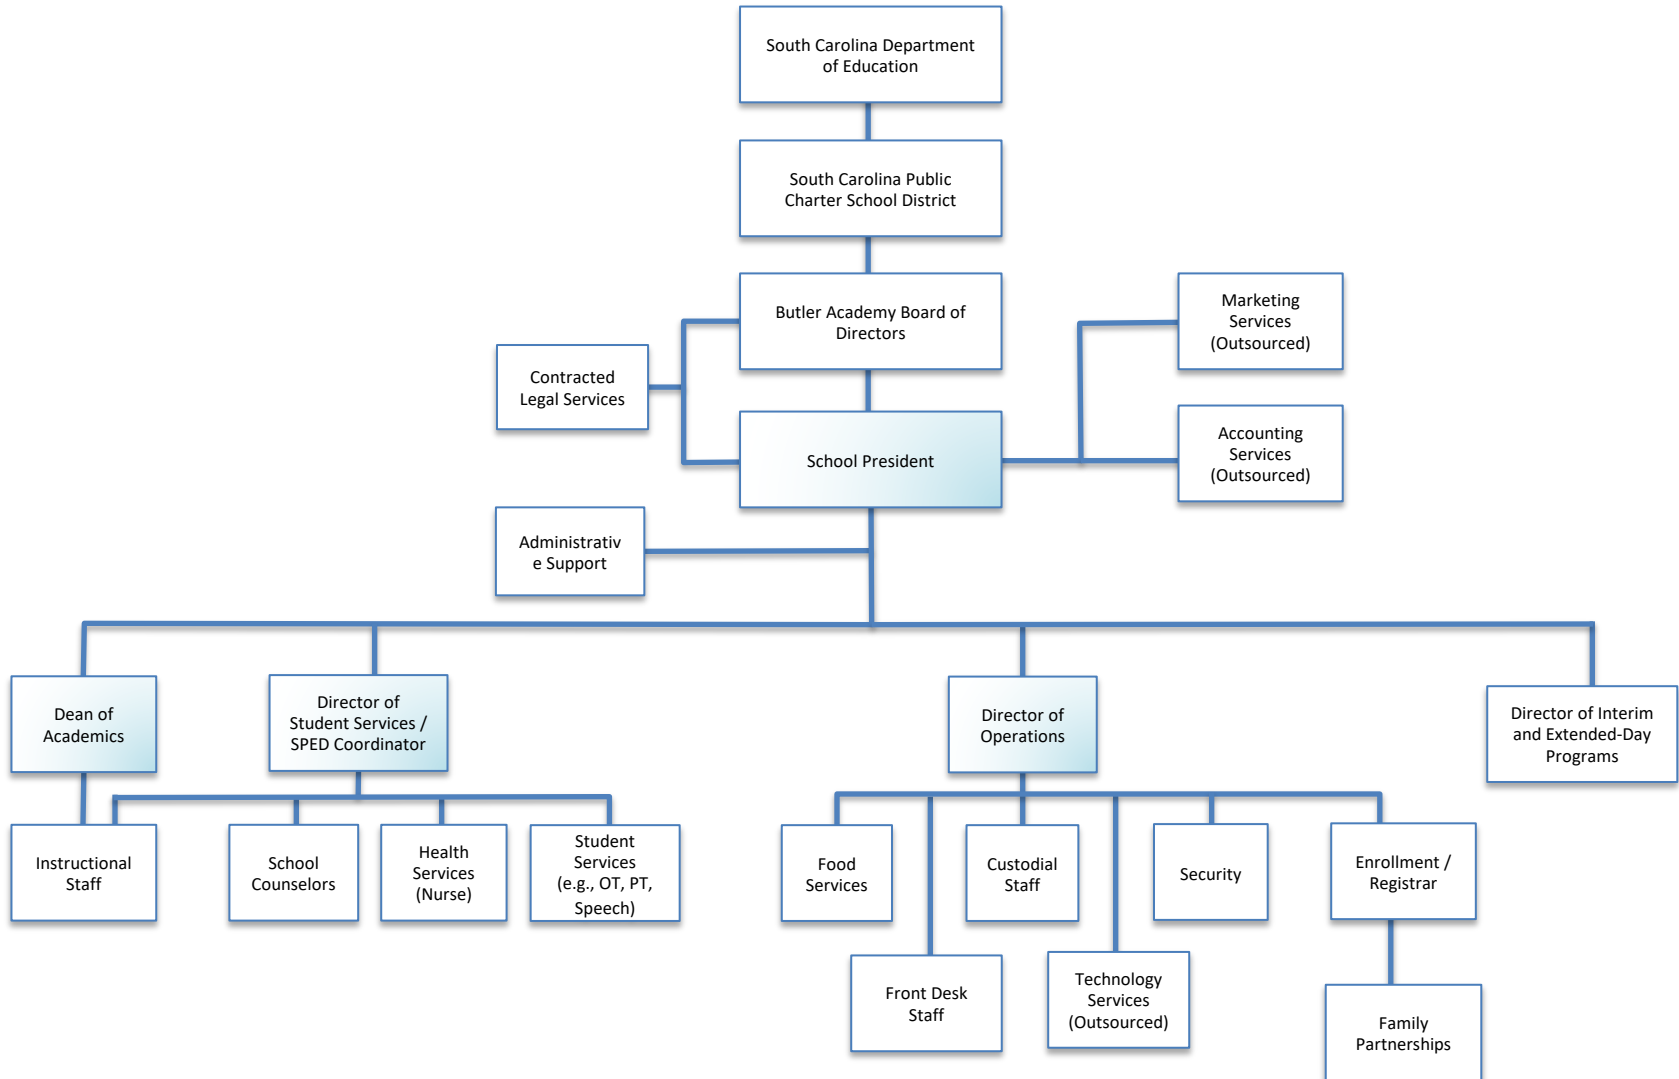 South Carolina Department
of Education
South Carolina Public
Charter School District
Butler Academy Board of
Directors
Marketing
Services
(Outsourced)
Contracted
Legal Services
School President
Accounting
Services
(Outsourced)
Administrativ
e Support
Dean of
Academics
Director of
Student Services /
SPED Coordinator
Director of
Operations
Director of Interim
and Extended-Day
Programs
Instructional
Staff
School
Counselors
Health
Services
(Nurse)
Student
Services
(e.g., OT, PT,
Speech)
Food
Services
Custodial
Staff
Security
Enrollment /
Registrar
Front Desk
Staff
Technology
Services
(Outsourced)
Family
Partnerships